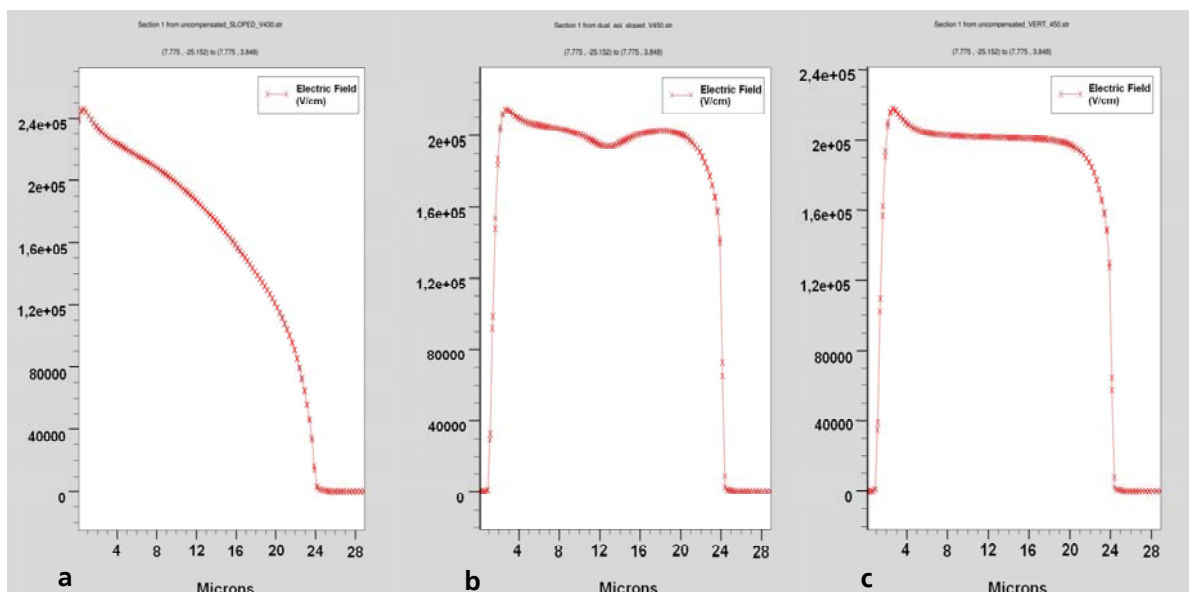 Section 1 from uncompensated_SLOPED_V430.str
(7.775 , -25.152) to (7.775 , 3.848)
Electric Field
(V/cm)
2,4e+05
2e+05
1,6e+05
1,2e+05
80000
40000
0
4 8 12 16 20 24 28
a
Microns
Section 1 from dual_epi_sloped_V450.str
(7.775 , -25.152) to (7.775 , 3.848)
Electric Field
(V/cm)
2e+05
1,6e+05
1,2e+05
80000
40000
0
4 8 12 16 20 24 28
b
Microns
Section 1 from uncompensated_VERT_450.str
(7.775 , -25.152) to (7.775 , 3.848)
Electric Field
(V/cm)
2,4e+05
2e+05
1,6e+05
1,2e+05
80000
40000
0
4 8 12 16 20 24 28
c
Microns